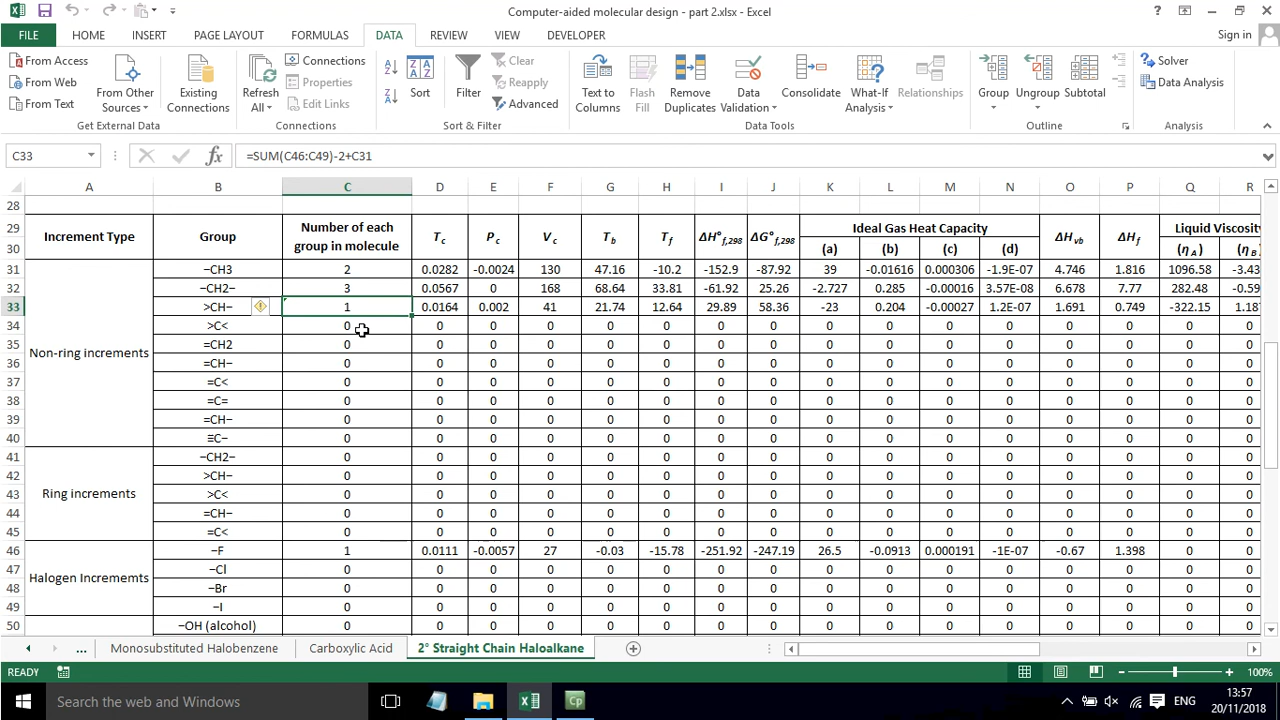 Computer-aided molecular design - part 2.xlsx - Excel
FILE HOME INSERT PAGE LAYOUT FORMULAS DATA REVIEW VIEW DEVELOPER Sign in
From Access
From Web
From Text
From Other Sources
Existing Connections
Get External Data
Refresh All
Connections
Properties
Edit Links
Connections
Sort
Filter
Clear
Reapply
Advanced
Sort & Filter
Text to Columns
Flash Fill
Remove Duplicates
Data Validation
Consolidate
What-If Analysis
Relationships
Data Tools
Group
Ungroup
Subtotal
Outline
Solver
Data Analysis
Analysis
C33 fx =SUM(C46:C49)-2+C31
A B C D E F G H I J K L M N O P Q R
28
29 Increment Type Group Number of each group in molecule Tc Pc Vc Tb Tf ΔH°f,298 ΔG°f,298 Ideal Gas Heat Capacity ΔHvb ΔHf Liquid Viscosity
30 (a) (b) (c) (d) (ηA) (ηB)
31 −CH3 2 0.0282 -0.0024 130 47.16 -10.2 -152.9 -87.92 39 -0.01616 0.000306 -1.9E-07 4.746 1.816 1096.58 -3.43
32 −CH2− 3 0.0567 0 168 68.64 33.81 -61.92 25.26 -2.727 0.285 -0.00016 3.57E-08 6.678 7.77 282.48 -0.59
33 >CH− 1 0.0164 0.002 41 21.74 12.64 29.89 58.36 -23 0.204 -0.00027 1.2E-07 1.691 0.749 -322.15 1.187
34 >C< 0 0 0 0 0 0 0 0 0 0 0 0 0 0 0 0
35 =CH2 0 0 0 0 0 0 0 0 0 0 0 0 0 0 0 0
Non-ring increments
36 =CH− 0 0 0 0 0 0 0 0 0 0 0 0 0 0 0 0
37 =C< 0 0 0 0 0 0 0 0 0 0 0 0 0 0 0 0
38 =C= 0 0 0 0 0 0 0 0 0 0 0 0 0 0 0 0
39 =CH− 0 0 0 0 0 0 0 0 0 0 0 0 0 0 0 0
40 ≡C− 0 0 0 0 0 0 0 0 0 0 0 0 0 0 0 0
41 −CH2− 0 0 0 0 0 0 0 0 0 0 0 0 0 0 0 0
42 >CH− 0 0 0 0 0 0 0 0 0 0 0 0 0 0 0 0
43 Ring increments >C< 0 0 0 0 0 0 0 0 0 0 0 0 0 0 0 0
44 =CH− 0 0 0 0 0 0 0 0 0 0 0 0 0 0 0 0
45 =C< 0 0 0 0 0 0 0 0 0 0 0 0 0 0 0 0
46 −F 1 0.0111 -0.0057 27 -0.03 -15.78 -251.92 -247.19 26.5 -0.0913 0.000191 -1E-07 -0.67 1.398 0 0
47 −Cl 0 0 0 0 0 0 0 0 0 0 0 0 0 0 0 0
Halogen Incrememts
48 −Br 0 0 0 0 0 0 0 0 0 0 0 0 0 0 0 0
49 −I 0 0 0 0 0 0 0 0 0 0 0 0 0 0 0 0
50 −OH (alcohol) 0 0 0 0 0 0 0 0 0 0 0 0 0 0 0 0
... Monosubstituted Halobenzene Carboxylic Acid 2° Straight Chain Haloalkane
READY 100%
Search the web and Windows Cp ENG 13:57
20/11/2018